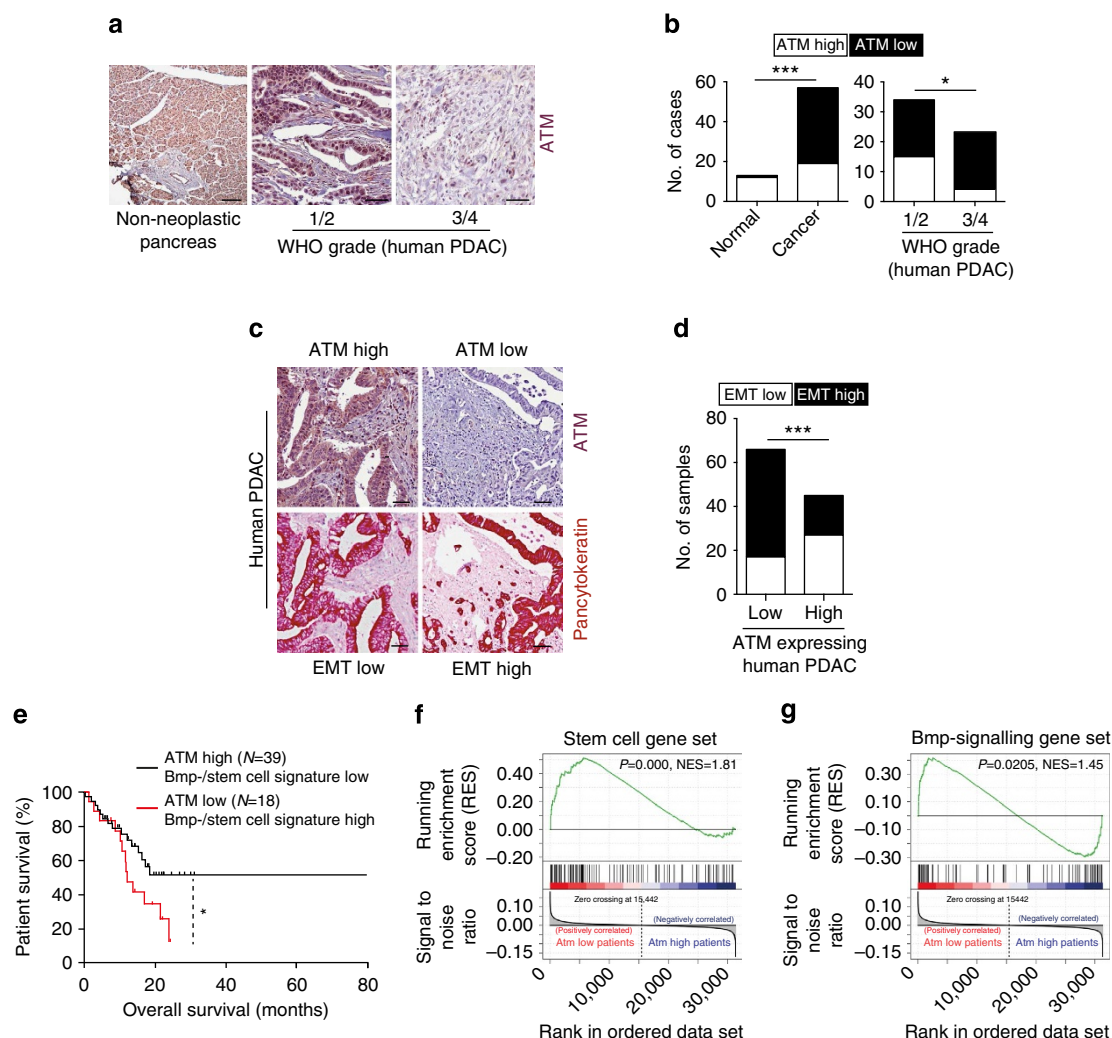 a
ATM
Non-neoplastic
pancreas
1/2
3/4
WHO grade (human PDAC)
b
ATM high
ATM low
No. of cases
60
40
20
0
***
Normal
Cancer
40
30
20
10
0
*
1/2
3/4
WHO grade
(human PDAC)
c
ATM high
ATM low
Human PDAC
ATM
Pancytokeratin
EMT low
EMT high
d
EMT low
EMT high
No. of samples
80
60
40
20
0
***
Low
High
ATM expressing
human PDAC
e
ATM high (N=39)
Bmp-/stem cell signature low
ATM low (N=18)
Bmp-/stem cell signature high
Patient survival (%)
100
80
60
40
20
0
*
0
20
40
60
80
Overall survival (months)
f
Stem cell gene set
P=0.000, NES=1.81
Running
enrichment
score (RES)
0.40
0.20
0.00
−0.20
Zero crossing at 15,442
(Negatively correlated)
(Positively correlated)
Atm low patients
Atm high patients
Signal to
noise
ratio
0.10
0.00
−0.15
0
10,000
20,000
30,000
Rank in ordered data set
g
Bmp-signalling gene set
P=0.0205, NES=1.45
Running
enrichment
score (RES)
0.30
0.10
−0.10
−0.30
Zero crossing at 15442
(Negatively correlated)
(Positively correlated)
Atm low patients
Atm high patients
Signal to
noise
ratio
0.10
0.00
−0.15
0
10,000
20,000
30,000
Rank in ordered data set